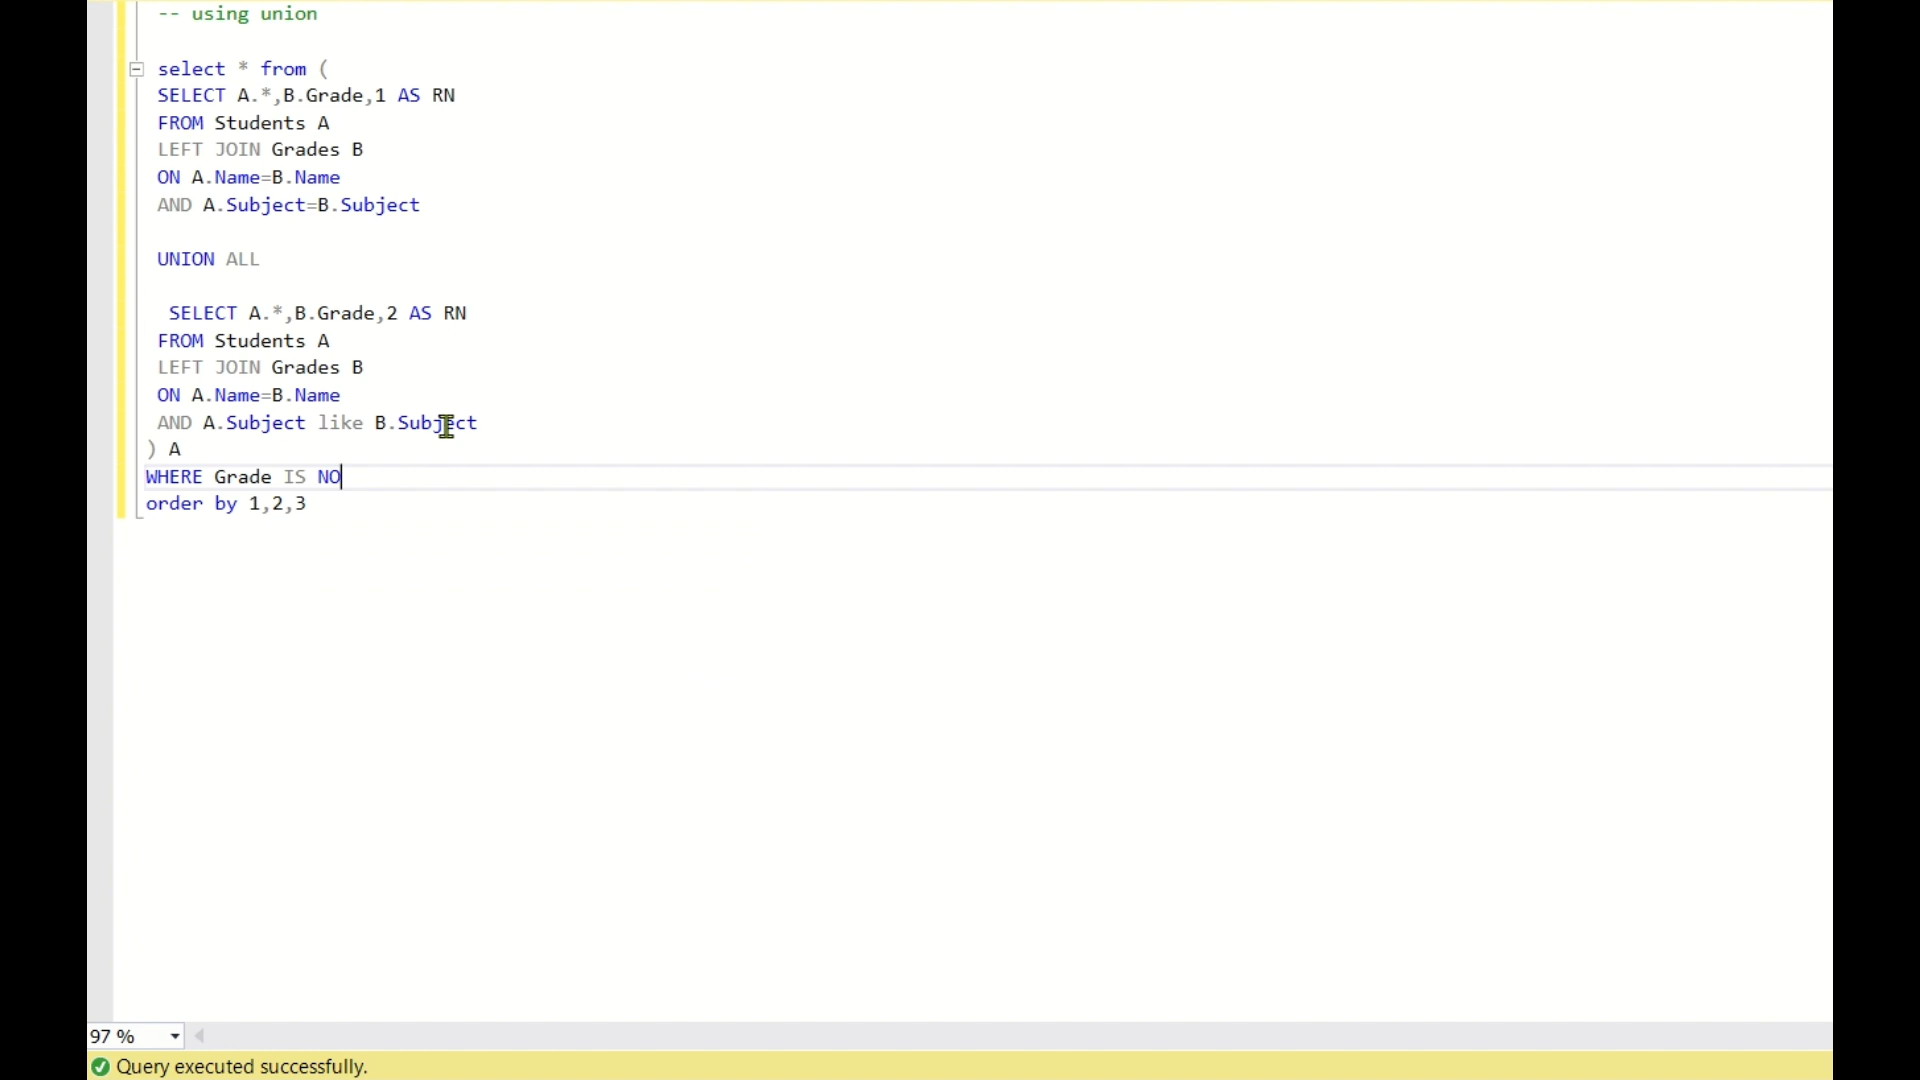 -- using union
select * from (
SELECT A.*,B.Grade,1 AS RN
FROM Students A
LEFT JOIN Grades B
ON A.Name=B.Name
AND A.Subject=B.Subject
UNION ALL
SELECT A.*,B.Grade,2 AS RN
FROM Students A
LEFT JOIN Grades B
ON A.Name=B.Name
AND A.Subject like B.Subject
) A
WHERE Grade IS NO
order by 1,2,3
97 %
Query executed successfully.